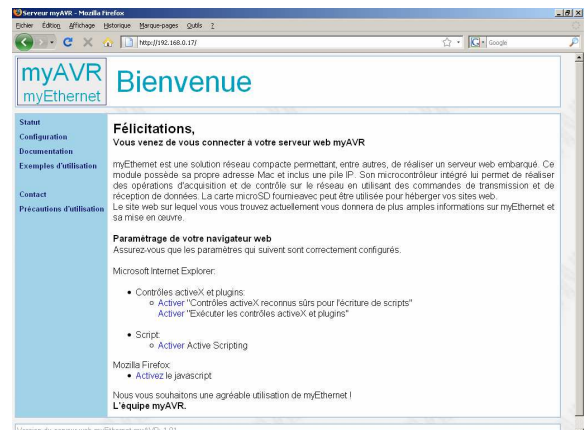 Serveur myAVR - Mozilla Firefox
Fichier Edition Affichage Historique Marque-pages Outils ?
http://192.168.0.17/
Google
myAVR
myEthernet
Bienvenue
Statut
Configuration
Documentation
Exemples d'utilisation
Contact
Précautions d'utilisation
Félicitations,
Vous venez de vous connecter à votre serveur web myAVR
myEthernet est une solution réseau compacte permettant, entre autres, de réaliser un serveur web embarqué. Ce
module possède sa propre adresse Mac et inclus une pile IP. Son microcontrôleur intégré lui permet de réaliser
des opérations d'acquisition et de contrôle sur le réseau en utilisant des commandes de transmission et de
réception de données. La carte microSD fournieavec peut être utilisée pour héberger vos sites web.
Le site web sur lequel vous vous trouvez actuellement vous donnera de plus amples informations sur myEthernet et
sa mise en œuvre.
Paramétrage de votre navigateur web
Assurez-vous que les paramètres qui suivent sont correctement configurés.
Microsoft Internet Explorer:
Contrôles activeX et plugins:
Activer "Contrôles activeX reconnus sûrs pour l'écriture de scripts"
Activer "Exécuter les contrôles activeX et plugins"
Script:
Activer Active Scripting
Mozilla Firefox:
Activez le javascript
Nous vous souhaitons une agréable utilisation de myEthernet !
L'équipe myAVR.